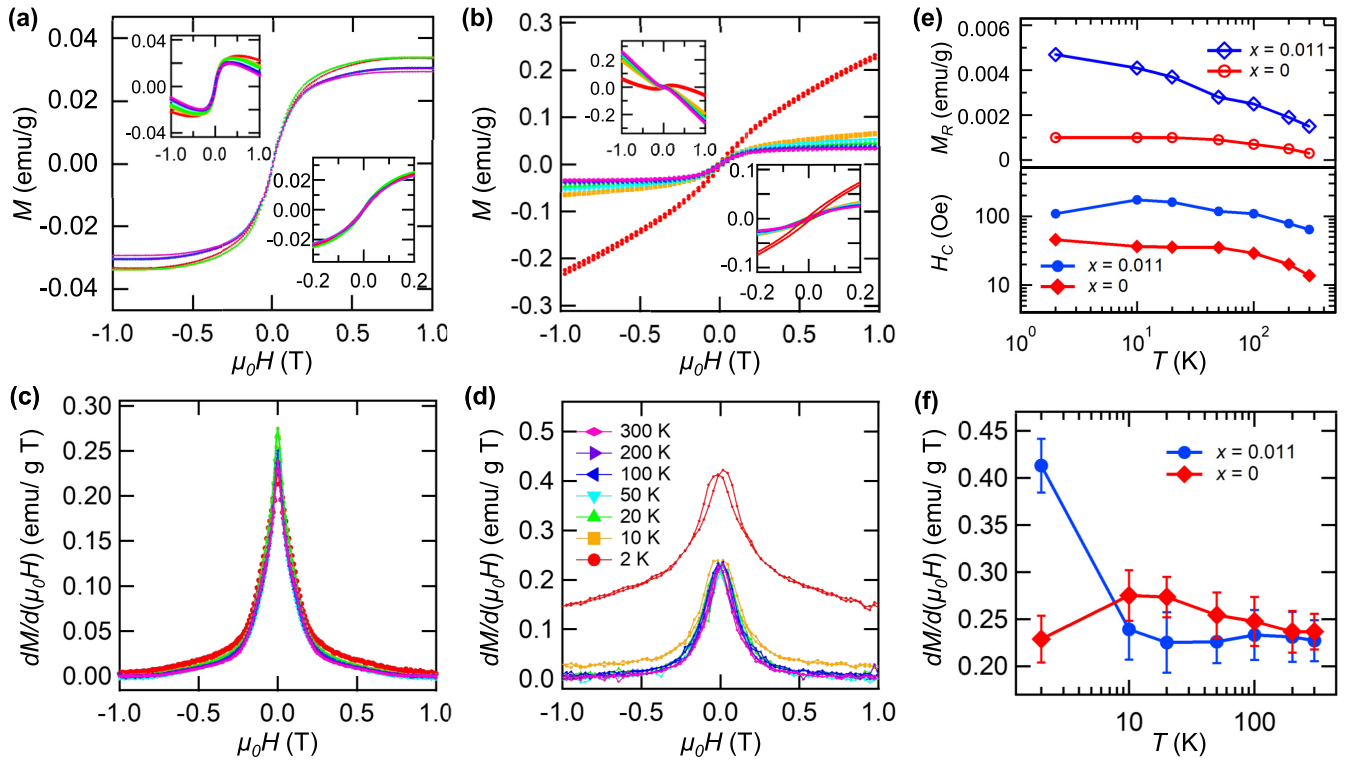 (a)
0.04
0.02
0.00
-0.02
-0.04
M (emu/g)
0.04
0.00
-0.04
-1.0 0.0 1.0
0.02
0.00
-0.02
-0.2 0.0 0.2
-1.0 -0.5 0.0 0.5 1.0
μ0H (T)
(b)
0.3
0.2
0.1
0.0
-0.1
-0.2
-0.3
M (emu/g)
0.2
0.0
-0.2
-1.0 0.0 1.0
0.1
0.0
-0.1
-0.2 0.0 0.2
-1.0 -0.5 0.0 0.5 1.0
μ0H (T)
(e)
0.006
0.004
0.002
0
MR (emu/g)
x = 0.011
x = 0
100
10
HC (Oe)
x = 0.011
x = 0
10^0 10^1 10^2
T (K)
(c)
0.30
0.25
0.20
0.15
0.10
0.05
0.00
dM/d(μ0H) (emu/ g T)
-1.0 -0.5 0.0 0.5 1.0
μ0H (T)
(d)
0.5
0.4
0.3
0.2
0.1
0.0
dM/d(μ0H) (emu/ g T)
300 K
200 K
100 K
50 K
20 K
10 K
2 K
-1.0 -0.5 0.0 0.5 1.0
μ0H (T)
(f)
0.45
0.40
0.35
0.30
0.25
0.20
dM/d(μ0H) (emu/ g T)
x = 0.011
x = 0
10 100
T (K)